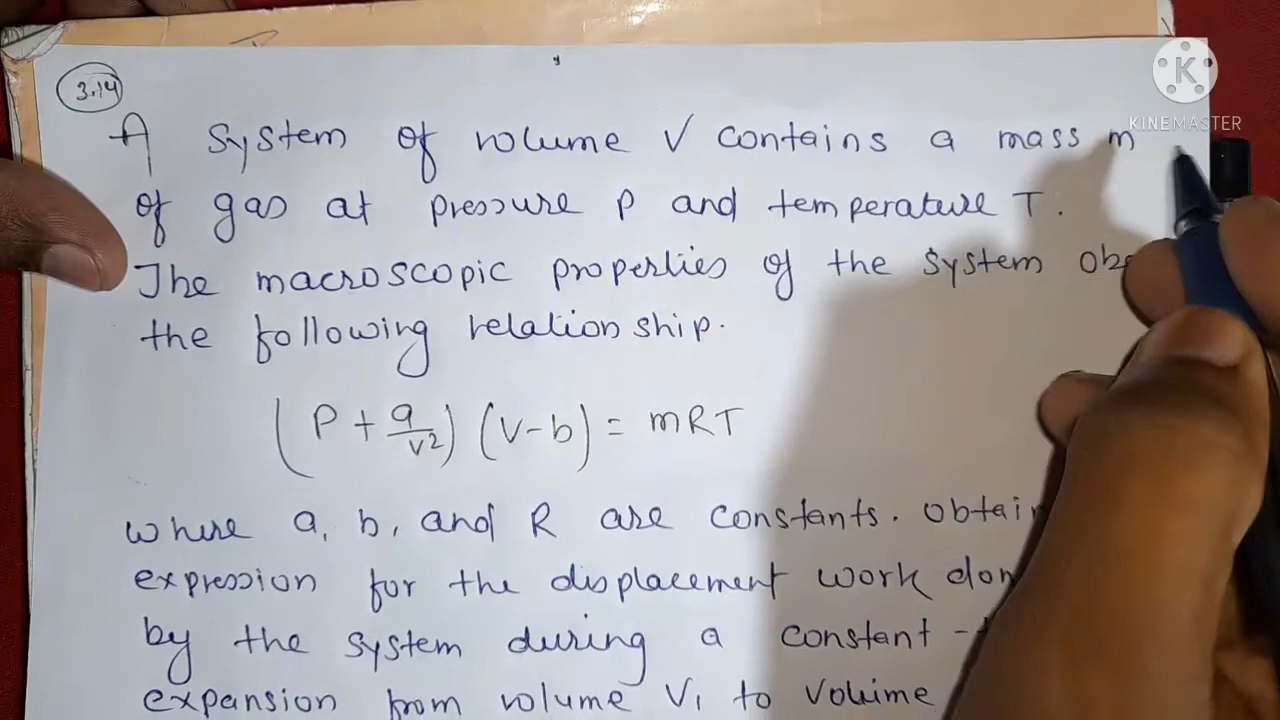 3.14
KINEMASTER
A system of volume V contains a mass m
of gas at pressure P and temperature T.
The macroscopic properties of the system
the following relationship.
(P + a/v2) (V-b) = mRT
where a, b, and R are constants. Obtain
expression for the displacement work
by the system during a constant -
expansion from volume V1 to Volume